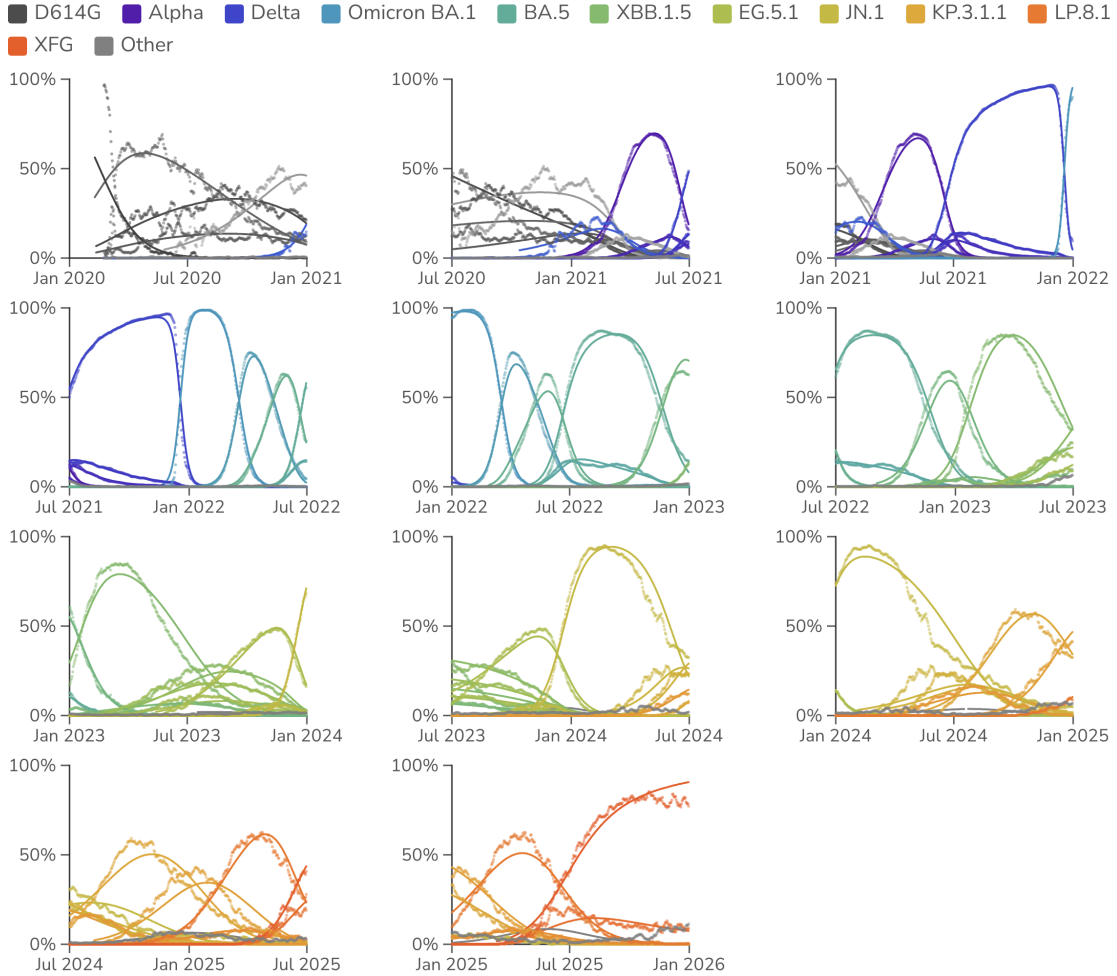 D614G Alpha Delta Omicron BA.1 BA.5 XBB.1.5 EG.5.1 JN.1 KP.3.1.1 LP.8.1
XFG Other
100% 100% 100%
50% 50% 50%
0% 0% 0%
Jan 2020 Jul 2020 Jan 2021 Jul 2020 Jan 2021 Jul 2021 Jan 2021 Jul 2021 Jan 2022
100% 100% 100%
50% 50% 50%
0% 0% 0%
Jul 2021 Jan 2022 Jul 2022 Jan 2022 Jul 2022 Jan 2023 Jul 2022 Jan 2023 Jul 2023
100% 100% 100%
50% 50% 50%
0% 0% 0%
Jan 2023 Jul 2023 Jan 2024 Jul 2023 Jan 2024 Jul 2024 Jan 2024 Jul 2024 Jan 2025
100% 100%
50% 50%
0% 0%
Jul 2024 Jan 2025 Jul 2025 Jan 2025 Jul 2025 Jan 2026